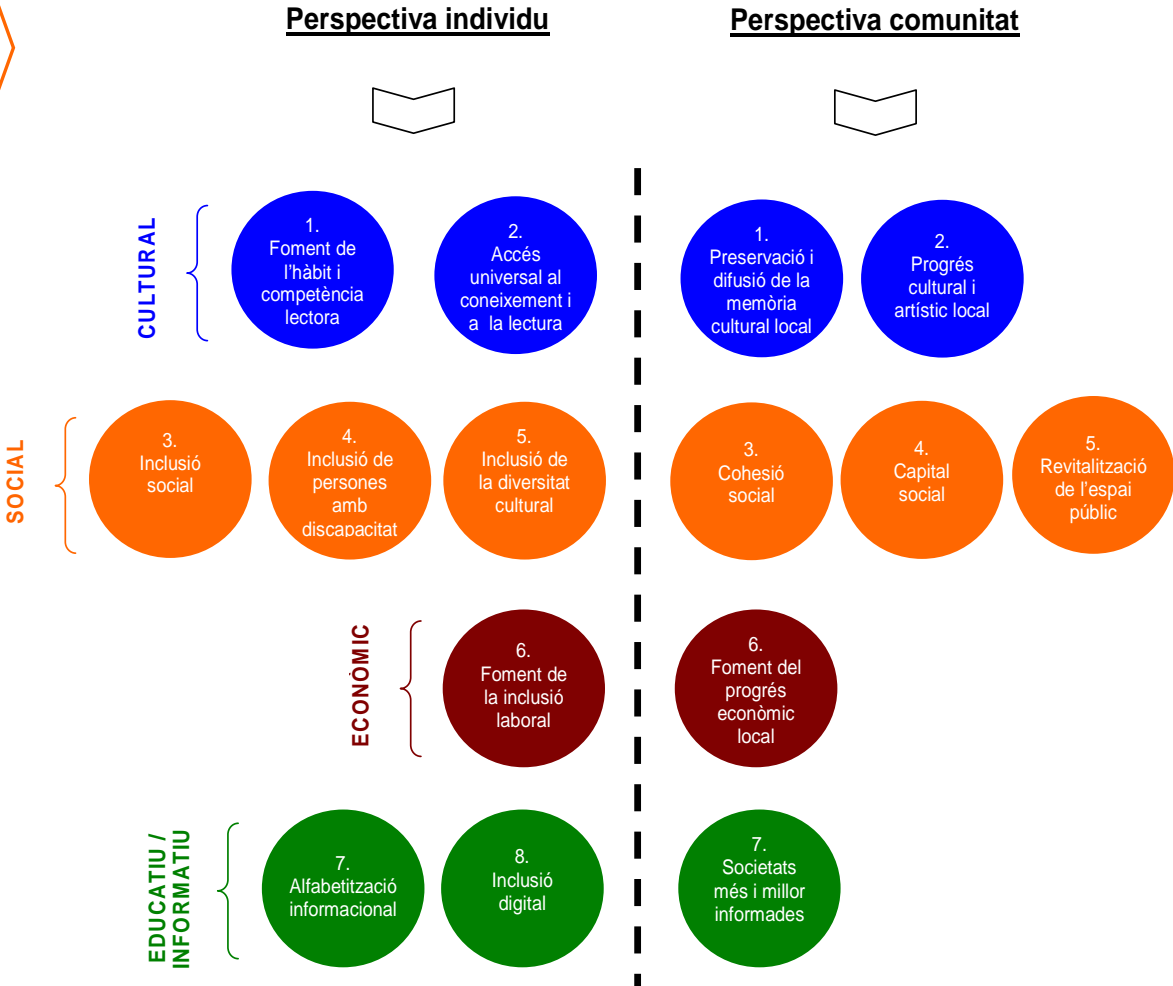 Perspectiva individu
Perspectiva comunitat
CULTURAL
1.
Foment de
l'hàbit i
competència
lectora
2.
Accés
universal al
coneixement i
a la lectura
1.
Preservació i
difusió de la
memòria
cultural local
2.
Progrés
cultural i
artístic local
SOCIAL
3.
Inclusió
social
4.
Inclusió de
persones
amb
discapacitat
5.
Inclusió de
la diversitat
cultural
3.
Cohesió
social
4.
Capital
social
5.
Revitalització
de l'espai
públic
ECONÒMIC
6.
Foment de
la inclusió
laboral
6.
Foment del
progrés
econòmic
local
EDUCATIU /
INFORMATIU
7.
Alfabetització
informacional
8.
Inclusió
digital
7.
Societats
més i millor
informades